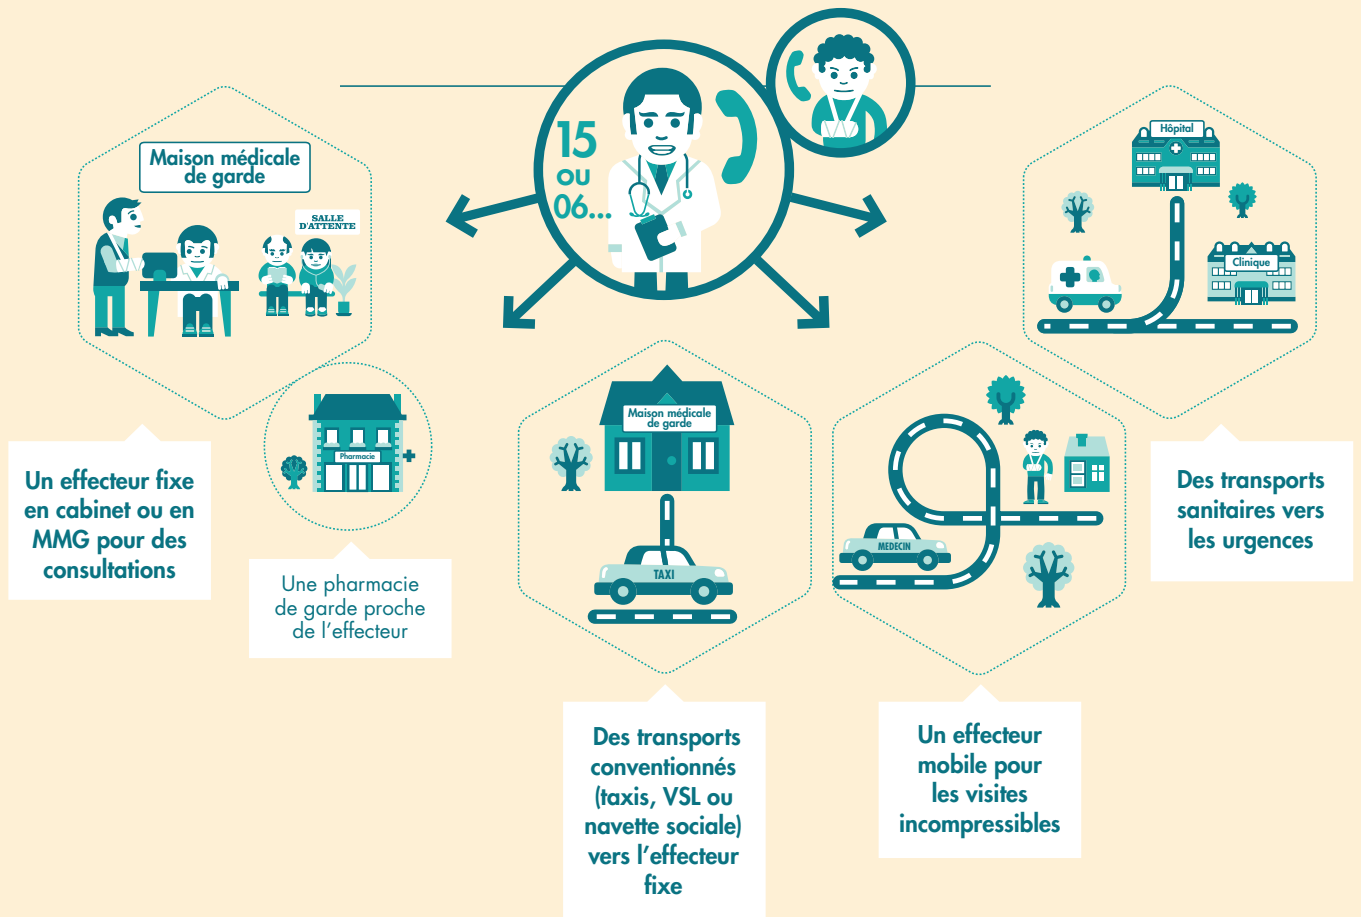 15
ou
06...
Maison médicale
de garde
SALLE
D'ATTENTE
Un effecteur fixe
en cabinet ou en
MMG pour des
consultations
Pharmacie
Une pharmacie
de garde proche
de l'effecteur
Maison médicale
de garde
TAXI
Des transports
conventionnés
(taxis, VSL ou
navette sociale)
vers l'effecteur
fixe
MEDECIN
Un effecteur
mobile pour
les visites
incompressibles
Hôpital
Clinique
Des transports
sanitaires vers
les urgences